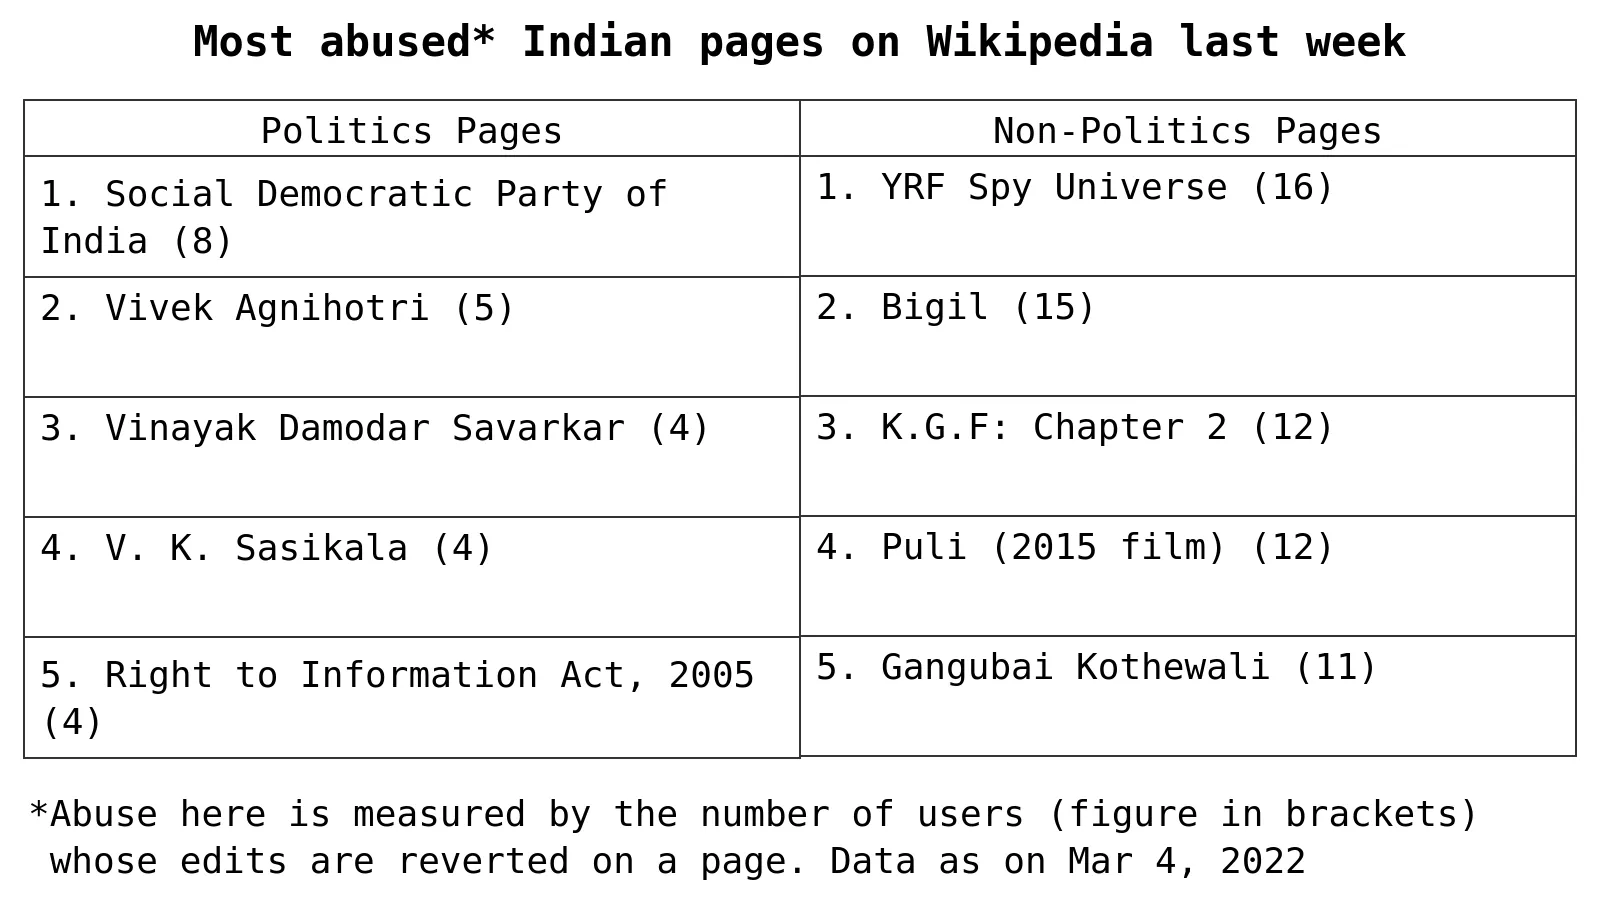 Most abused* Indian pages on Wikipedia last week
Politics Pages
Non-Politics Pages
1. Social Democratic Party of
India (8)
1. YRF Spy Universe (16)
2. Vivek Agnihotri (5)
2. Bigil (15)
3. Vinayak Damodar Savarkar (4)
3. K.G.F: Chapter 2 (12)
4. V. K. Sasikala (4)
4. Puli (2015 film) (12)
5. Right to Information Act, 2005
(4)
5. Gangubai Kothewali (11)
*Abuse here is measured by the number of users (figure in brackets)
whose edits are reverted on a page. Data as on Mar 4, 2022